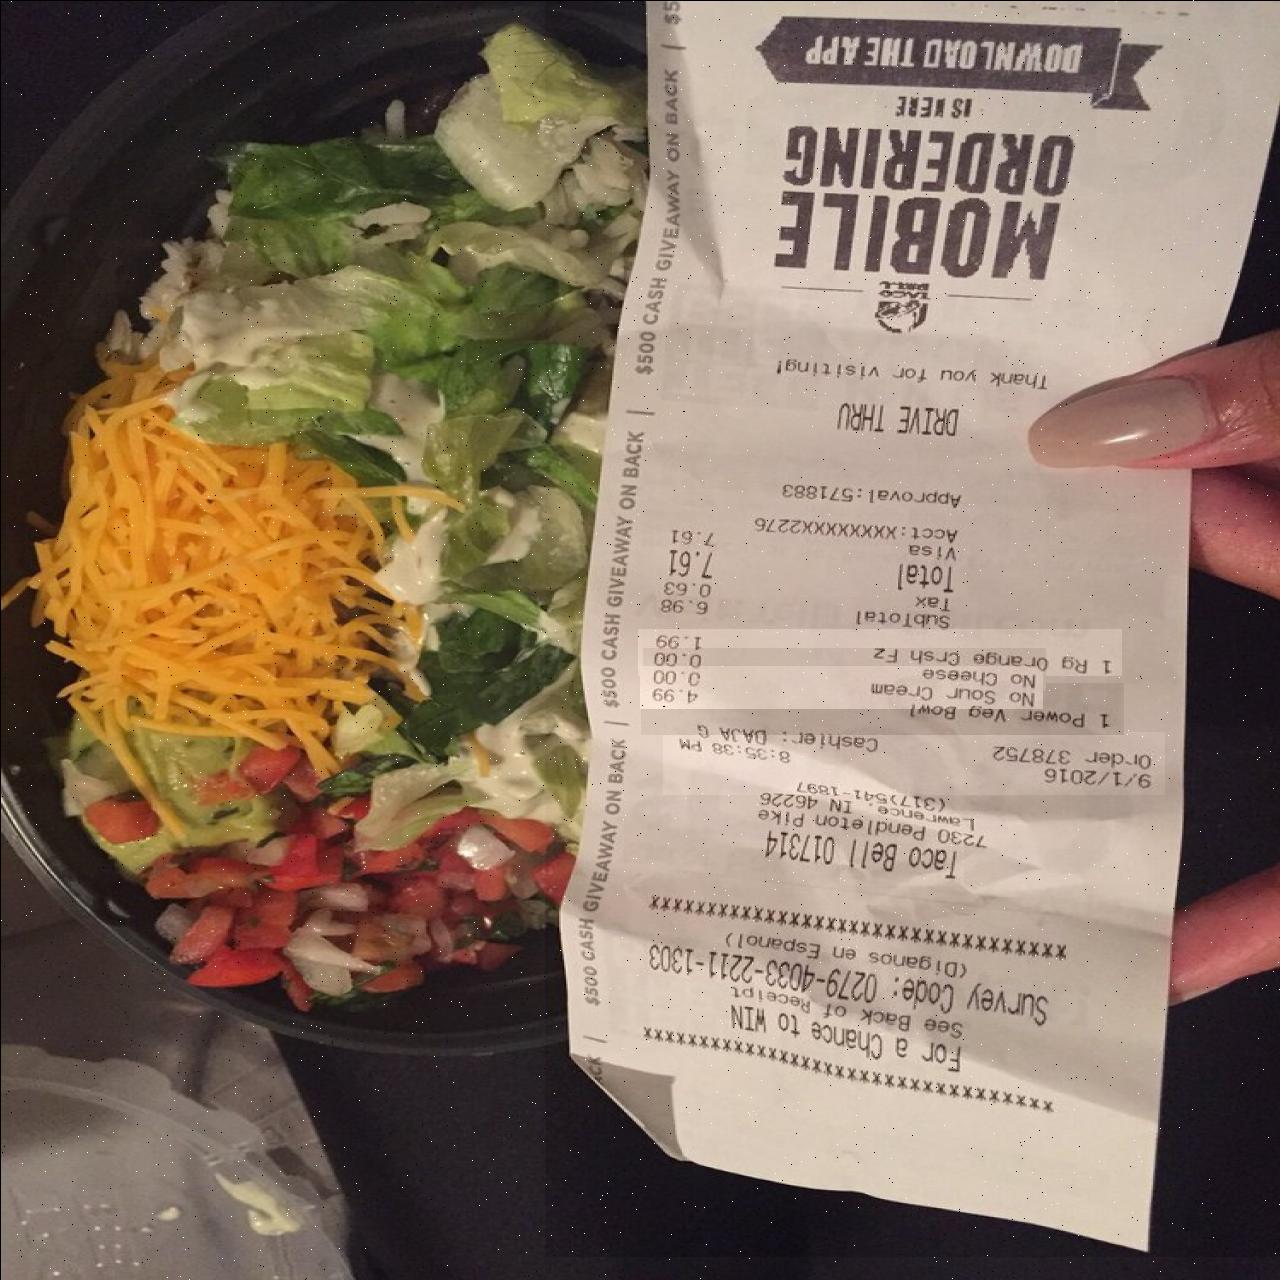 xxxxxxxxxxxxxxxxxxxxxxxxxxxxxxxxxxx
For a Chance to WIN
See Back of Receipt
Survey Code: 0279-4033-2211-1303
(Diganos en Espanol)
xxxxxxxxxxxxxxxxxxxxxxxxxxxxxxxxxxx
Taco Bell 017314
7230 Pendleton Pike
Lawrence, IN 46226
(317)541-1897
9/1/2016 8:35:38 PM
Order 378752 Cashier: DAJA G
1 Power Veg Bowl 4.99
No Sour Cream 0.00
No Cheese 0.00
1 Rg Orange Crsh Fz 1.99
SubTotal 6.98
Tax 0.63
Total 7.61
Visa 7.61
Acct:XXXXXXXXXX2276
Approval:571883
DRIVE THRU
Thank you for visiting!
TACO BELL
MOBILE
ORDERING
IS HERE
DOWNLOAD THE APP
ACK | $500 CASH GIVEAWAY ON BACK | $500 CASH GIVEAWAY ON BACK | $500 CASH GIVEAWAY ON BACK | $5